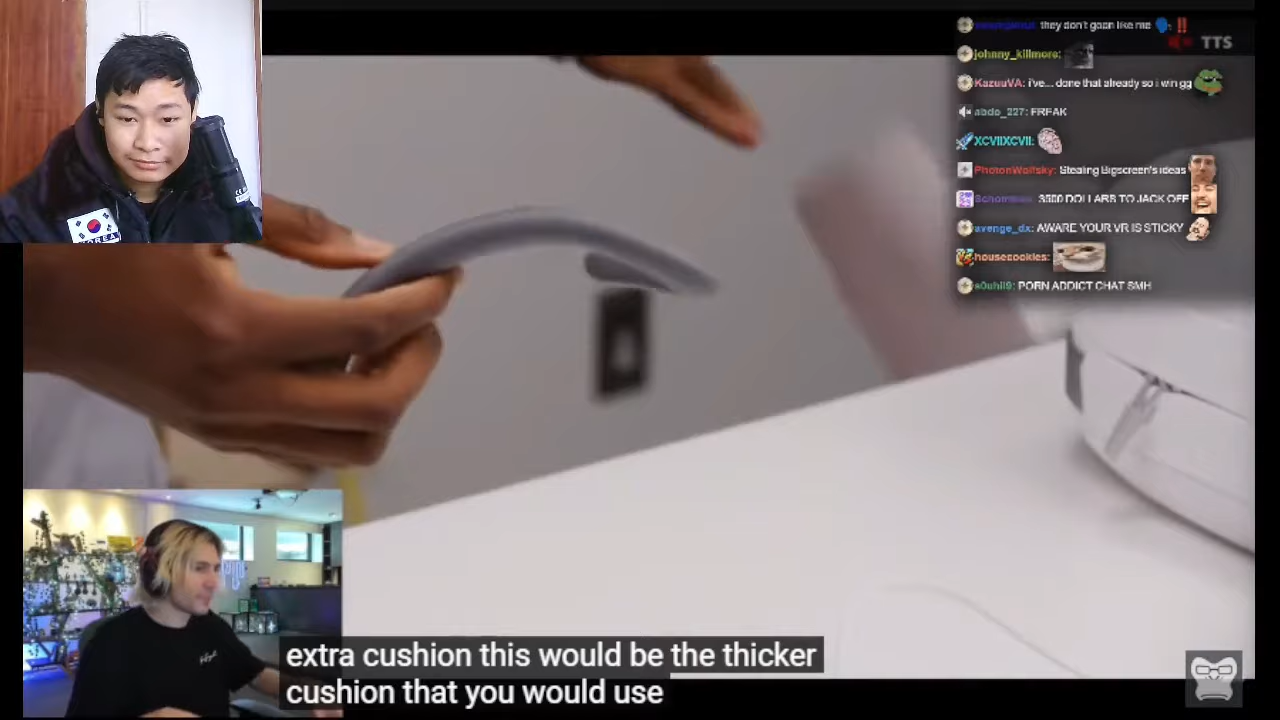 they don't goon like me
TTS
johnny_killmore:
KazuuVA: i've... done that already so i win gg
abdo_227: FREAK
XCVIIXCVII:
PhotonWolfsky: Stealing Bigscreen's ideas
3500 DOLLARS TO JACK OFF
avenge_dx: AWARE YOUR VR IS STICKY
housecookies:
s0uhil9: PORN ADDICT CHAT SMH
KOREA
extra cushion this would be the thicker
cushion that you would use